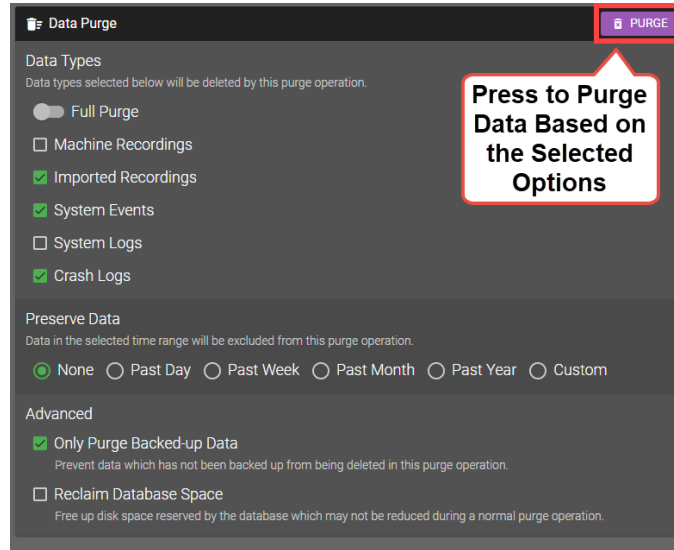 Data Purge
PURGE
Data Types
Data types selected below will be deleted by this purge operation.
Full Purge
Machine Recordings
Imported Recordings
System Events
System Logs
Crash Logs
Press to Purge
Data Based on
the Selected
Options
Preserve Data
Data in the selected time range will be excluded from this purge operation.
None Past Day Past Week Past Month Past Year Custom
Advanced
Only Purge Backed-up Data
Prevent data which has not been backed up from being deleted in this purge operation.
Reclaim Database Space
Free up disk space reserved by the database which may not be reduced during a normal purge operation.